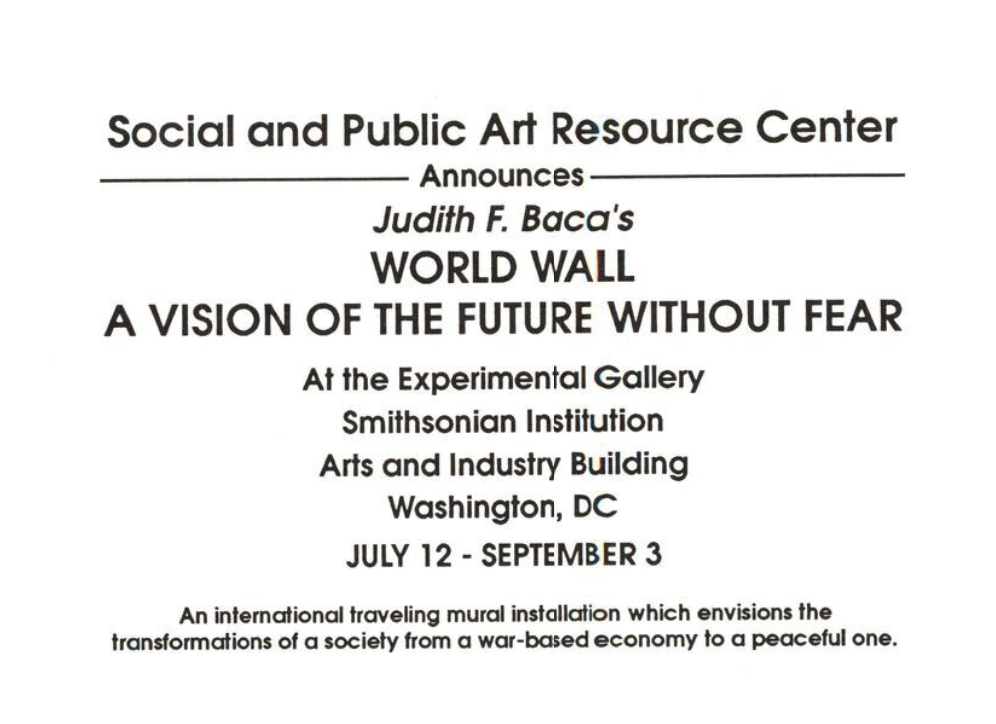 Social and Public Art Resource Center
Announces
Judith F. Baca's
WORLD WALL
A VISION OF THE FUTURE WITHOUT FEAR
At the Experimental Gallery
Smithsonian Institution
Arts and Industry Building
Washington, DC
JULY 12 - SEPTEMBER 3
An international traveling mural installation which envisions the
transformations of a society from a war-based economy to a peaceful one.